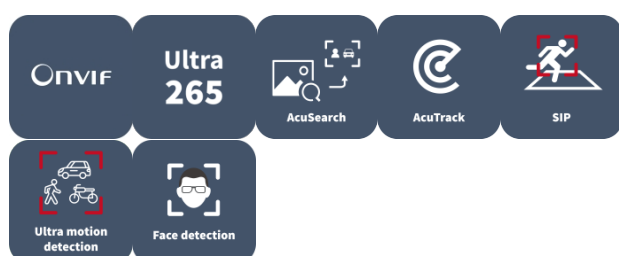 ONVIF
Ultra
265
AcuSearch
AcuTrack
SIP
Ultra motion
detection
Face detection